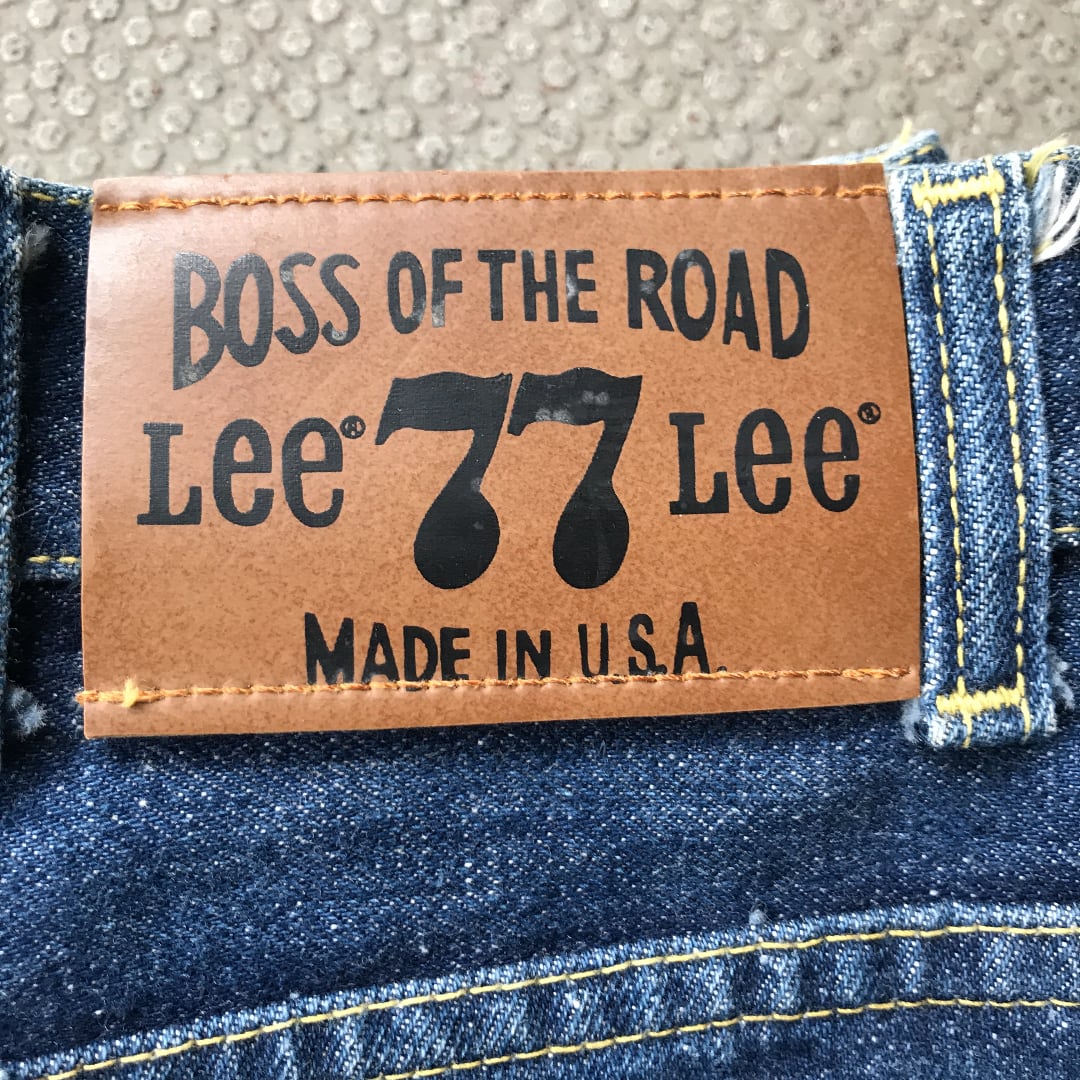 BOSS OF THE ROAD
Lee® 77 Lee®
MADE IN U.S.A.